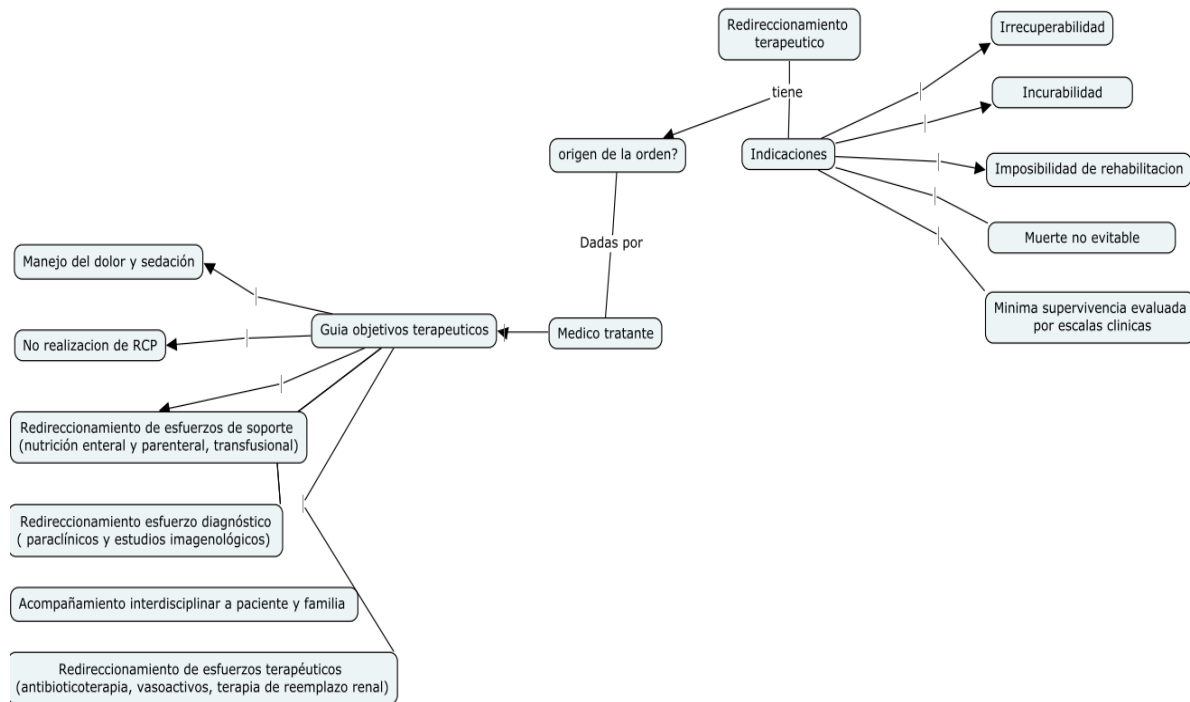 Redireccionamiento
terapeutico
tiene
origen de la orden?
Indicaciones
Irrecuperabilidad
Incurabilidad
Imposibilidad de rehabilitacion
Muerte no evitable
Minima supervivencia evaluada
por escalas clinicas
Dadas por
Medico tratante
Guia objetivos terapeuticos
Manejo del dolor y sedación
No realizacion de RCP
Redireccionamiento de esfuerzos de soporte
(nutrición enteral y parenteral, transfusional)
Redireccionamiento esfuerzo diagnóstico
( paraclínicos y estudios imagenológicos)
Acompañamiento interdisciplinar a paciente y familia
Redireccionamiento de esfuerzos terapéuticos
(antibioticoterapia, vasoactivos, terapia de reemplazo renal)